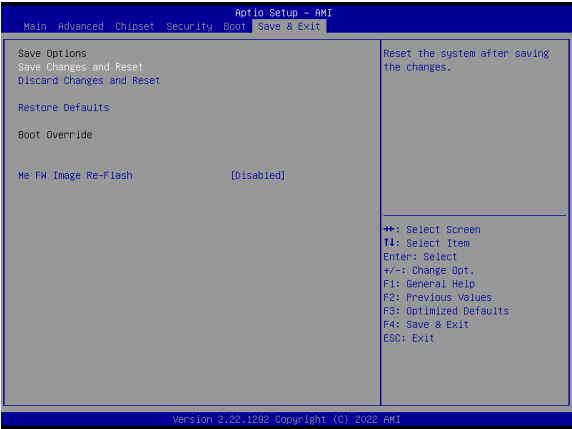 Aptio Setup - AMI
Main Advanced Chipset Security Boot Save & Exit
Save Options
Save Changes and Reset
Discard Changes and Reset
Restore Defaults
Boot Override
Me FW Image Re-Flash [Disabled]
Reset the system after saving
the changes.
→←: Select Screen
↑↓: Select Item
Enter: Select
+/-: Change Opt.
F1: General Help
F2: Previous Values
F3: Optimized Defaults
F4: Save & Exit
ESC: Exit
Version 2.22.1282 Copyright (C) 2022 AMI